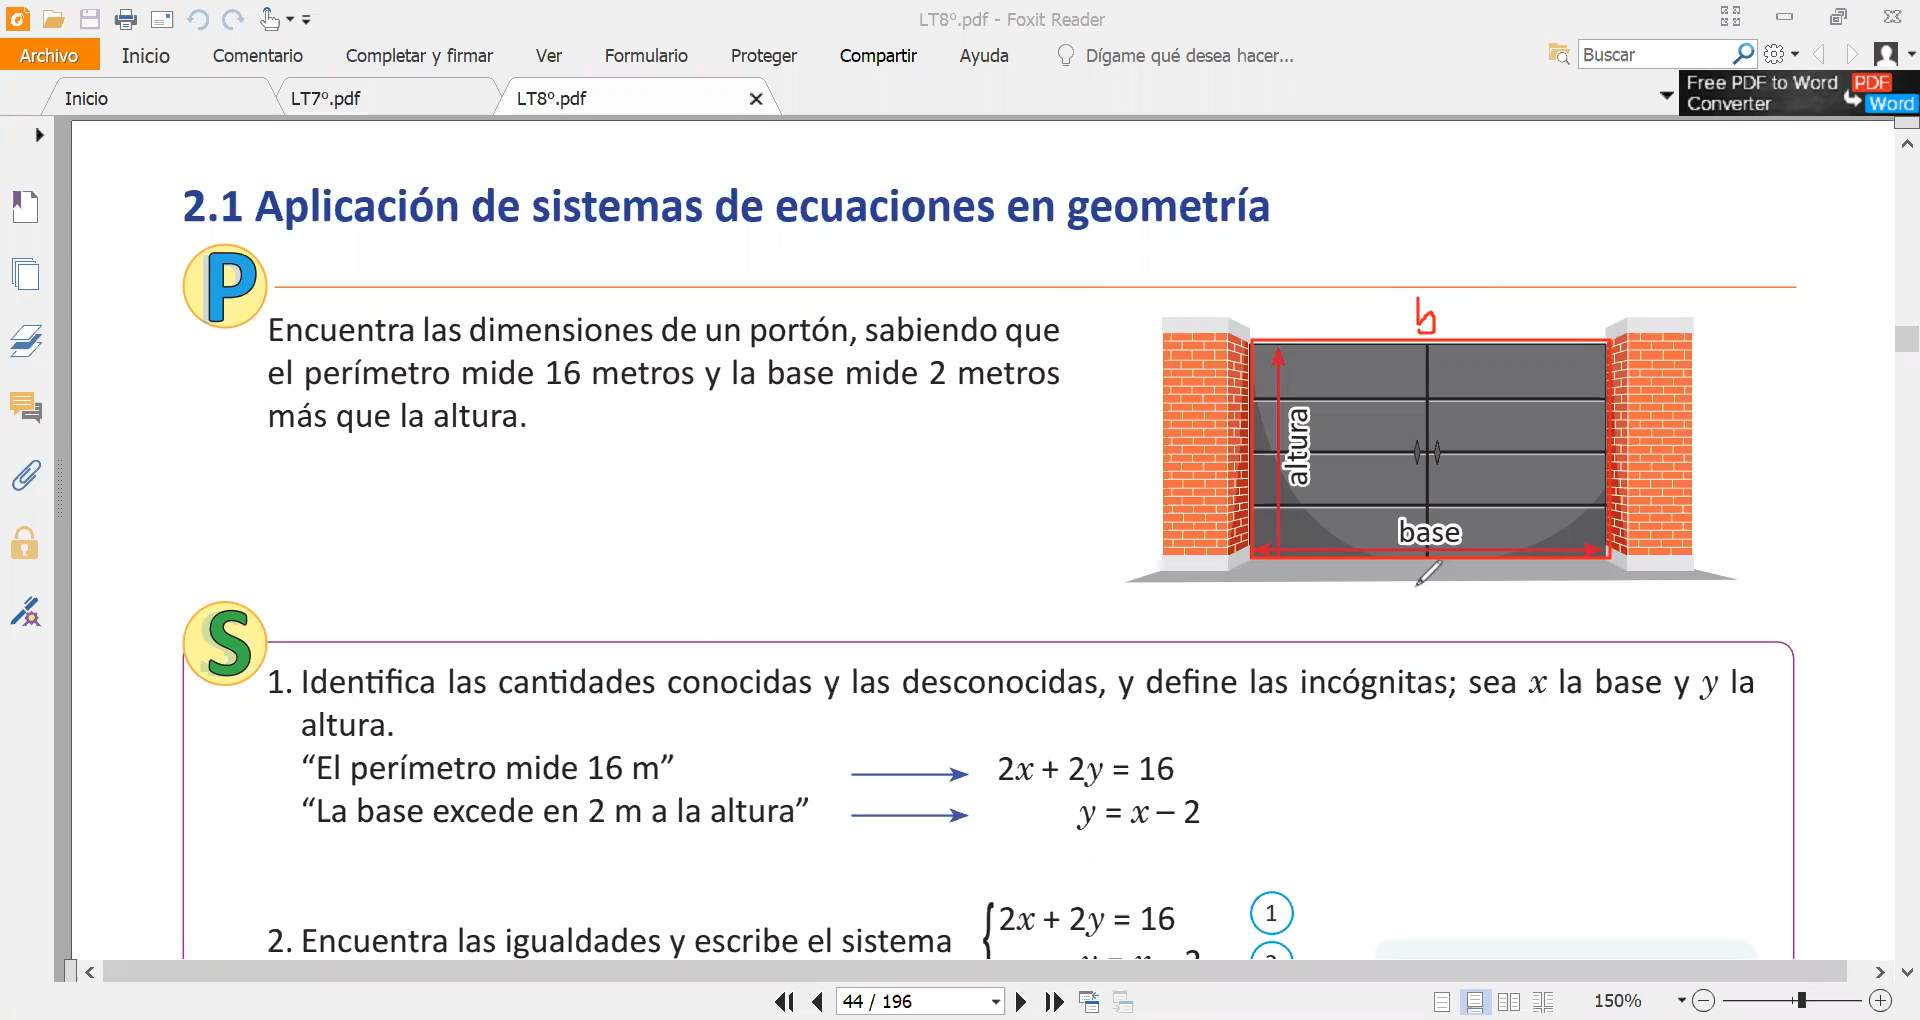 LT8º.pdf - Foxit Reader
Archivo Inicio Comentario Completar y firmar Ver Formulario Proteger Compartir Ayuda Dígame qué desea hacer... Buscar
Inicio LT7º.pdf LT8º.pdf
Free PDF to Word PDF
Converter Word
2.1 Aplicación de sistemas de ecuaciones en geometría
P
Encuentra las dimensiones de un portón, sabiendo que
el perímetro mide 16 metros y la base mide 2 metros
más que la altura.
b
altura
base
S
1. Identifica las cantidades conocidas y las desconocidas, y define las incógnitas; sea x la base y y la
altura.
“El perímetro mide 16 m” 2x + 2y = 16
“La base excede en 2 m a la altura” y = x – 2
2x + 2y = 16 1
2. Encuentra las igualdades y escribe el sistema
44 / 196 150%